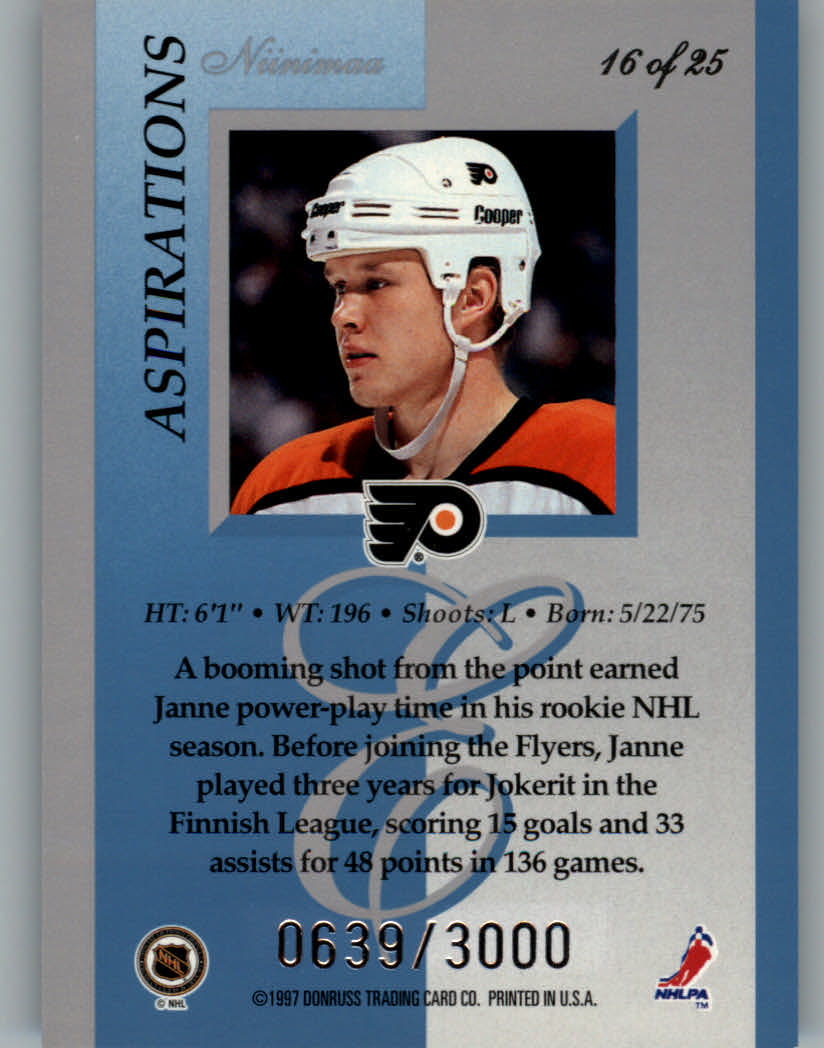 ASPIRATIONS
Niinimaa
16 of 25
Cooper
Cooper
HT: 6'1" • WT: 196 • Shoots: L • Born: 5/22/75
A booming shot from the point earned
Janne power-play time in his rookie NHL
season. Before joining the Flyers, Janne
played three years for Jokerit in the
Finnish League, scoring 15 goals and 33
assists for 48 points in 136 games.
0639/3000
NHL
© NHL
©1997 DONRUSS TRADING CARD CO. PRINTED IN U.S.A.
NHLPA
TM